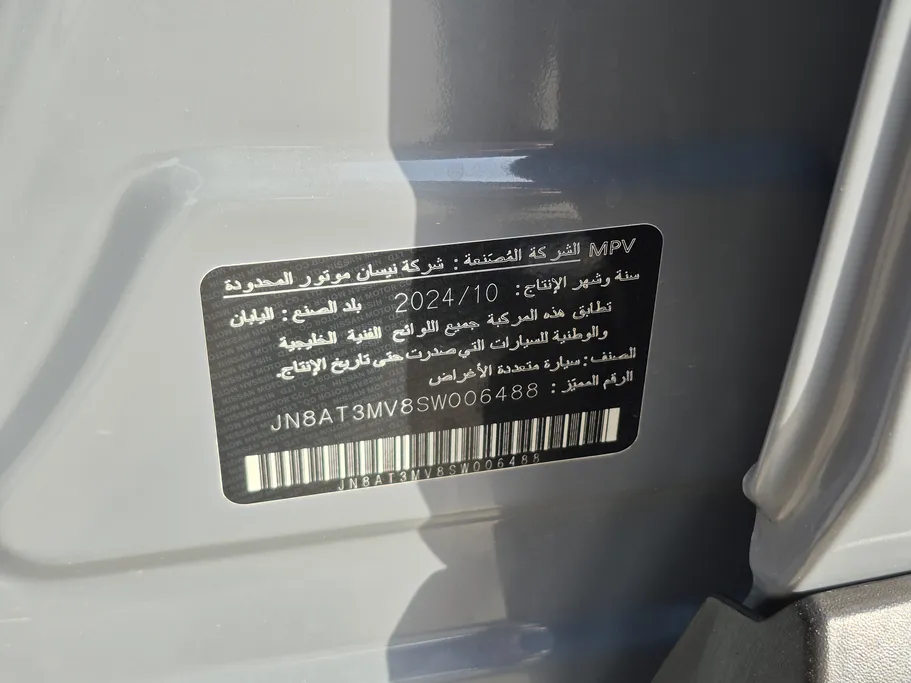 MPV الشركة المُصنعة : شركة نيسان موتور المحدودة
سنة وشهر الإنتاج: 2024/10 بلد الصنع : اليابان
تطابق هذه المركبة جميع اللوائح الفنية الخليجية
والوطنية للسيارات التي صدرت حتى تاريخ الإنتاج.
الصنف: سيارة متعددة الأغراض
الرقم المميّز: JN8AT3MV8SW006488
JN8AT3MV8SW006488